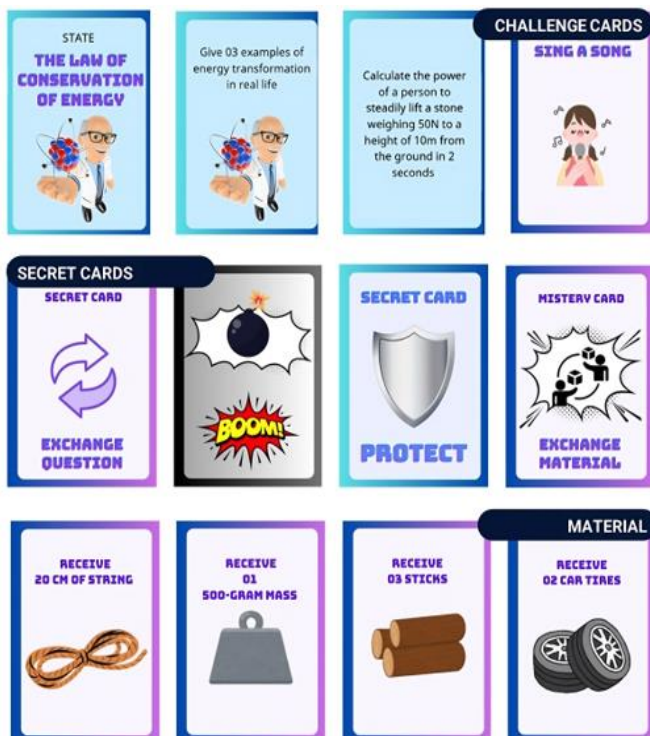 CHALLENGE CARDS
STATE
THE LAW OF
CONSERVATION
OF ENERGY
Give 03 examples of
energy transformation
in real life
Calculate the power
of a person to
steadily lift a stone
weighing 50N to a
height of 10m from
the ground in 2
seconds
SING A SONG
SECRET CARDS
SECRET CARD
EXCHANGE
QUESTION
BOOM!
SECRET CARD
PROTECT
MISTERY CARD
EXCHANGE
MATERIAL
MATERIAL
RECEIVE
20 CM OF STRING
RECEIVE
01
500-GRAM MASS
RECEIVE
03 STICKS
RECEIVE
02 CAR TIRES